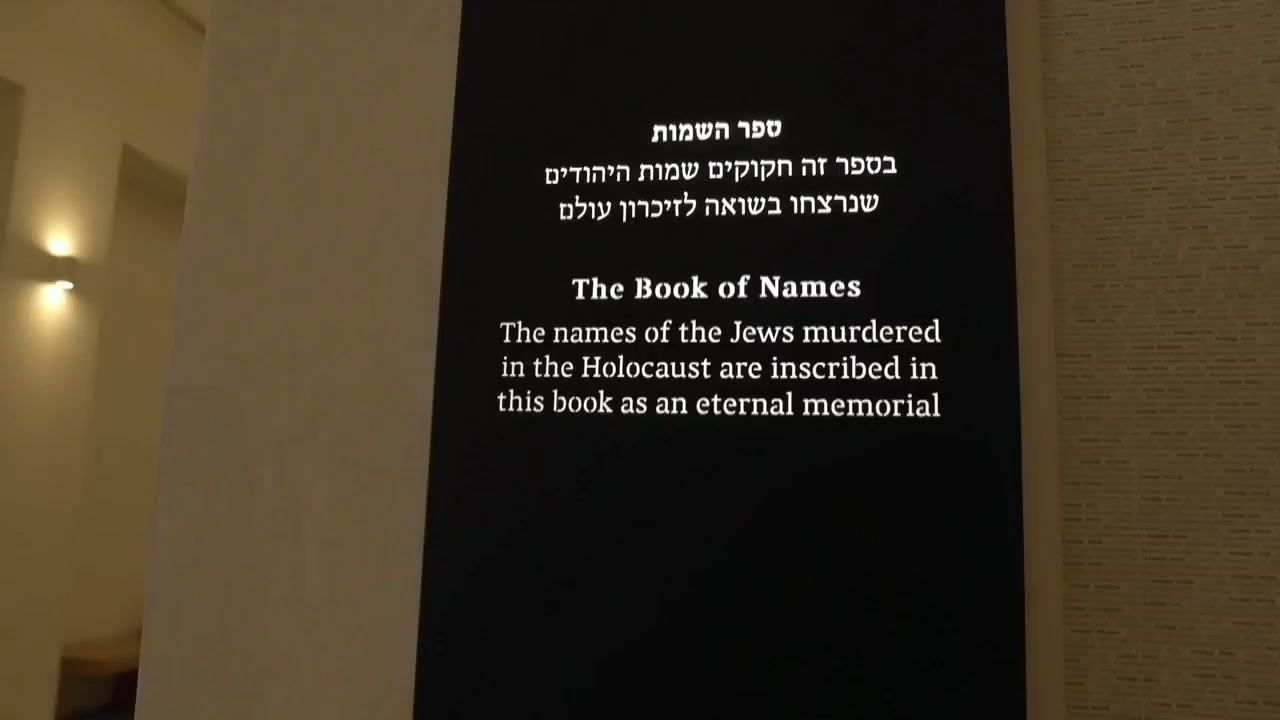 ספר השמות
בספר זה חקוקים שמות היהודים
שנרצחו בשואה לזיכרון עולם
The Book of Names
The names of the Jews murdered
in the Holocaust are inscribed in
this book as an eternal memorial